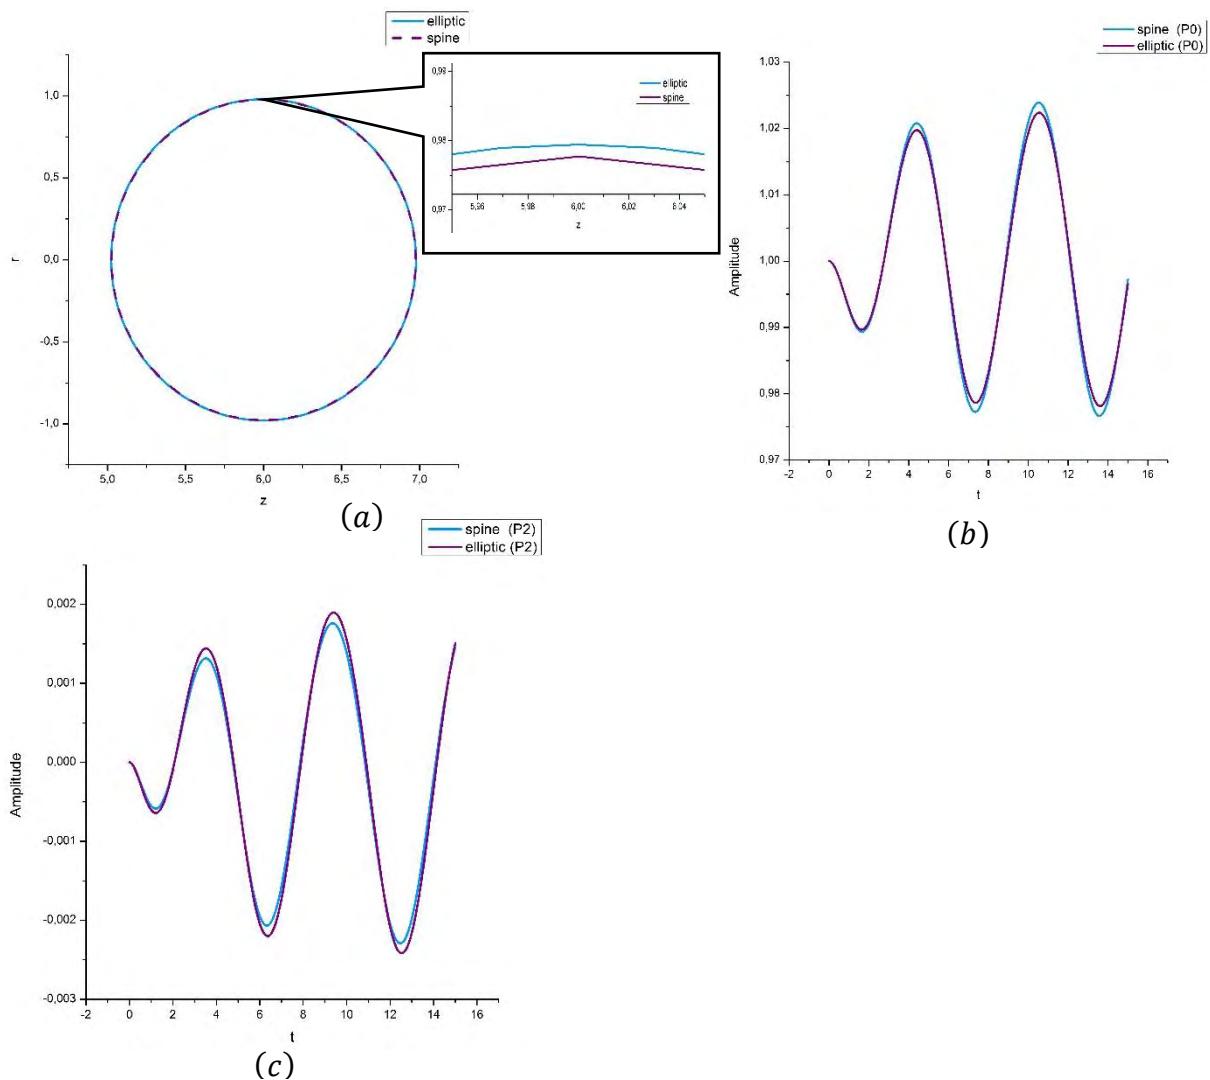 elliptic
spine
1,0
0,5
0,0
-0,5
-1,0
r
5,0 5,5 6,0 6,5 7,0
z
(a)
0,98
0,98
0,97
elliptic
spine
5,96 5,98 6,00 6,02 6,04
z
spine (P0)
elliptic (P0)
1,03
1,02
1,01
1,00
0,99
0,98
0,97
Amplitude
-2 0 2 4 6 8 10 12 14 16
t
(b)
spine (P2)
elliptic (P2)
0,002
0,001
0,000
-0,001
-0,002
-0,003
Amplitude
-2 0 2 4 6 8 10 12 14 16
t
(c)